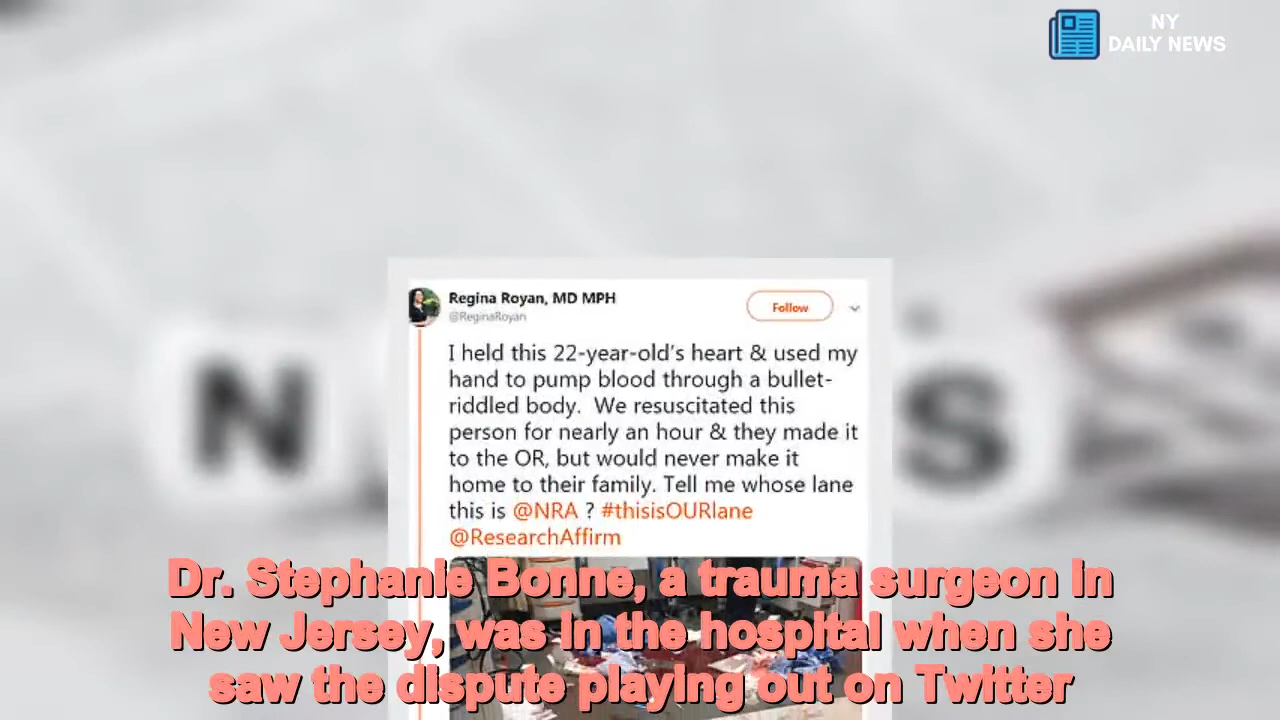 NY
DAILY NEWS
Regina Royan, MD MPH
@ReginaRoyan
Follow
I held this 22-year-old's heart & used my
hand to pump blood through a bullet-
riddled body. We resuscitated this
person for nearly an hour & they made it
to the OR, but would never make it
home to their family. Tell me whose lane
this is @NRA ? #thisisOURlane
@ResearchAffirm
N
S
Dr. Stephanie Bonne, a trauma surgeon in
New Jersey, was in the hospital when she
saw the dispute playing out on Twitter